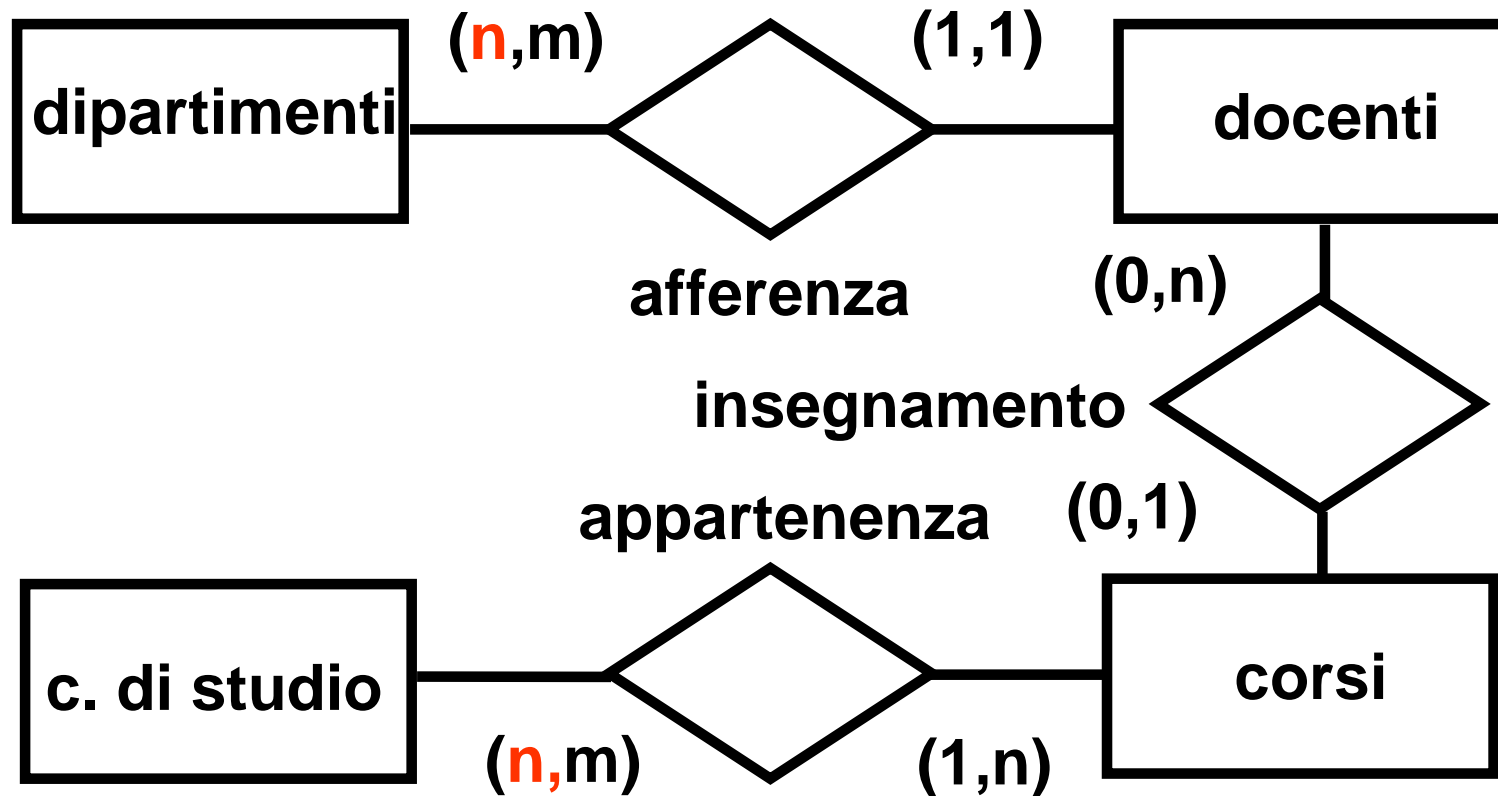 (n,m)
(1,1)
dipartimenti
docenti
afferenza
(0,n)
insegnamento
appartenenza
(0,1)
c. di studio
corsi
(n,m)
(1,n)